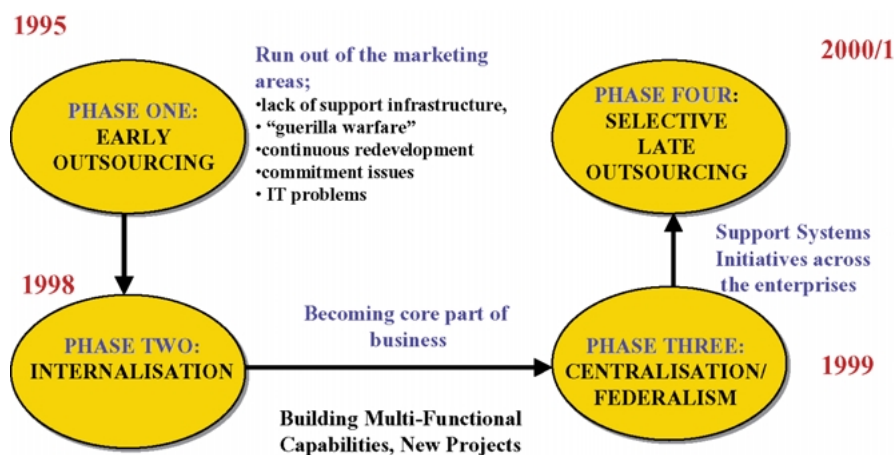 1995
PHASE ONE:
EARLY
OUTSOURCING
Run out of the marketing
areas;
•lack of support infrastructure,
• “guerilla warfare”
•continuous redevelopment
•commitment issues
• IT problems
2000/1
PHASE FOUR:
SELECTIVE
LATE
OUTSOURCING
1998
PHASE TWO:
INTERNALISATION
Becoming core part of
business
Building Multi-Functional
Capabilities, New Projects
Support Systems
Initiatives across
the enterprises
PHASE THREE:
CENTRALISATION/
FEDERALISM
1999